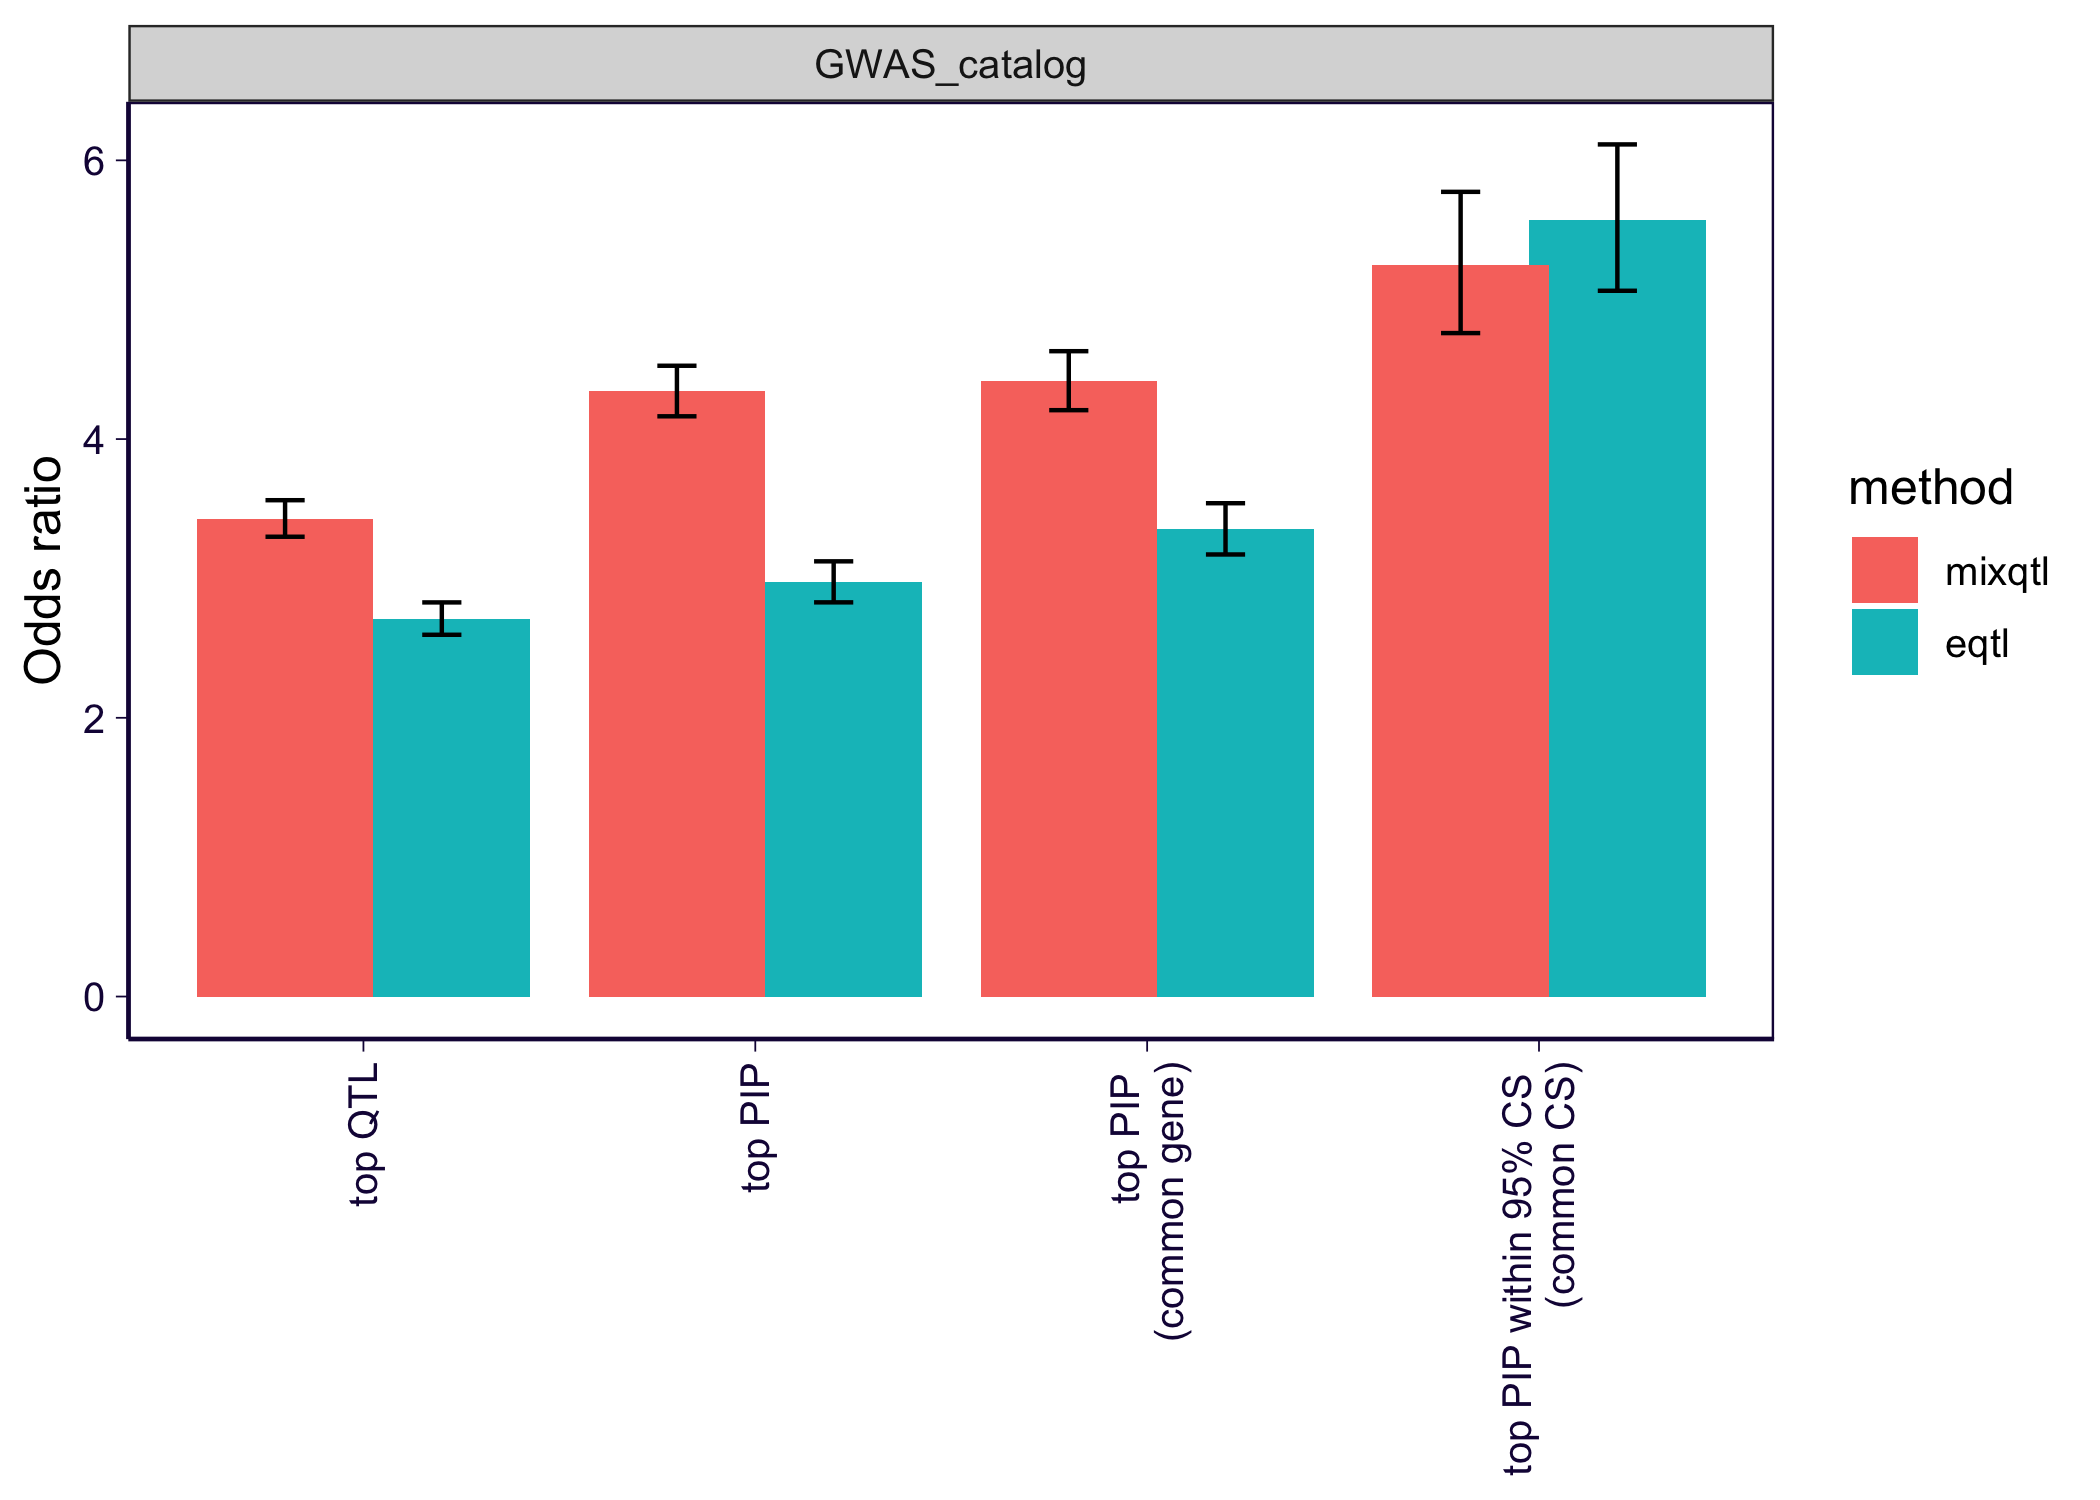 GWAS_catalog
6
4
2
0
Odds ratio
top QTL
top PIP
top PIP
(common gene)
top PIP within 95% CS
(common CS)
method
mixqtl
eqtl